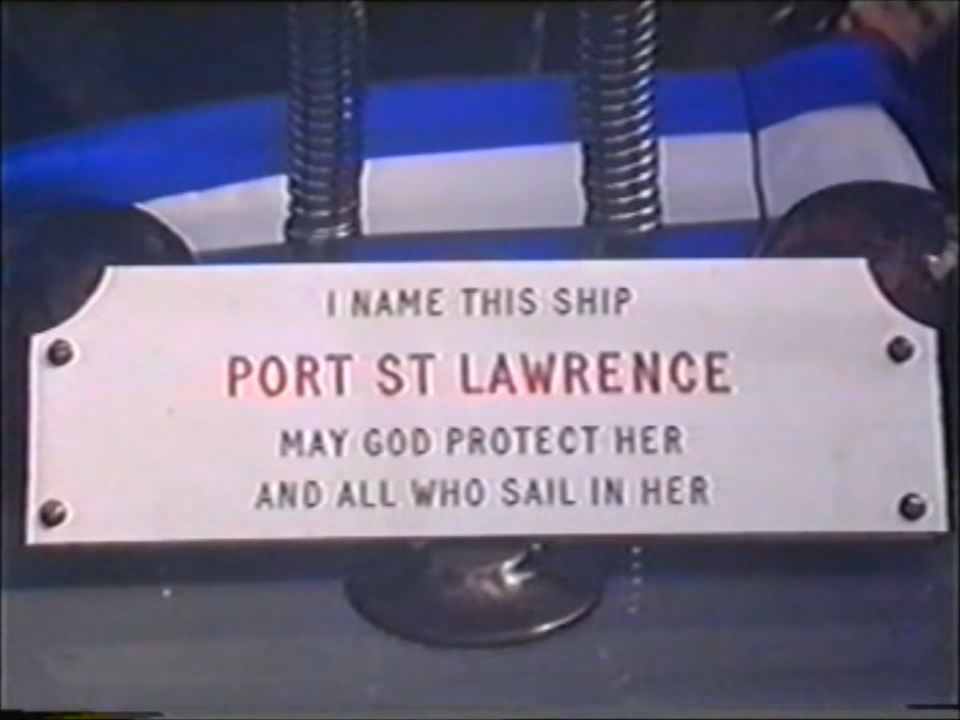 I NAME THIS SHIP
PORT ST LAWRENCE
MAY GOD PROTECT HER
AND ALL WHO SAIL IN HER